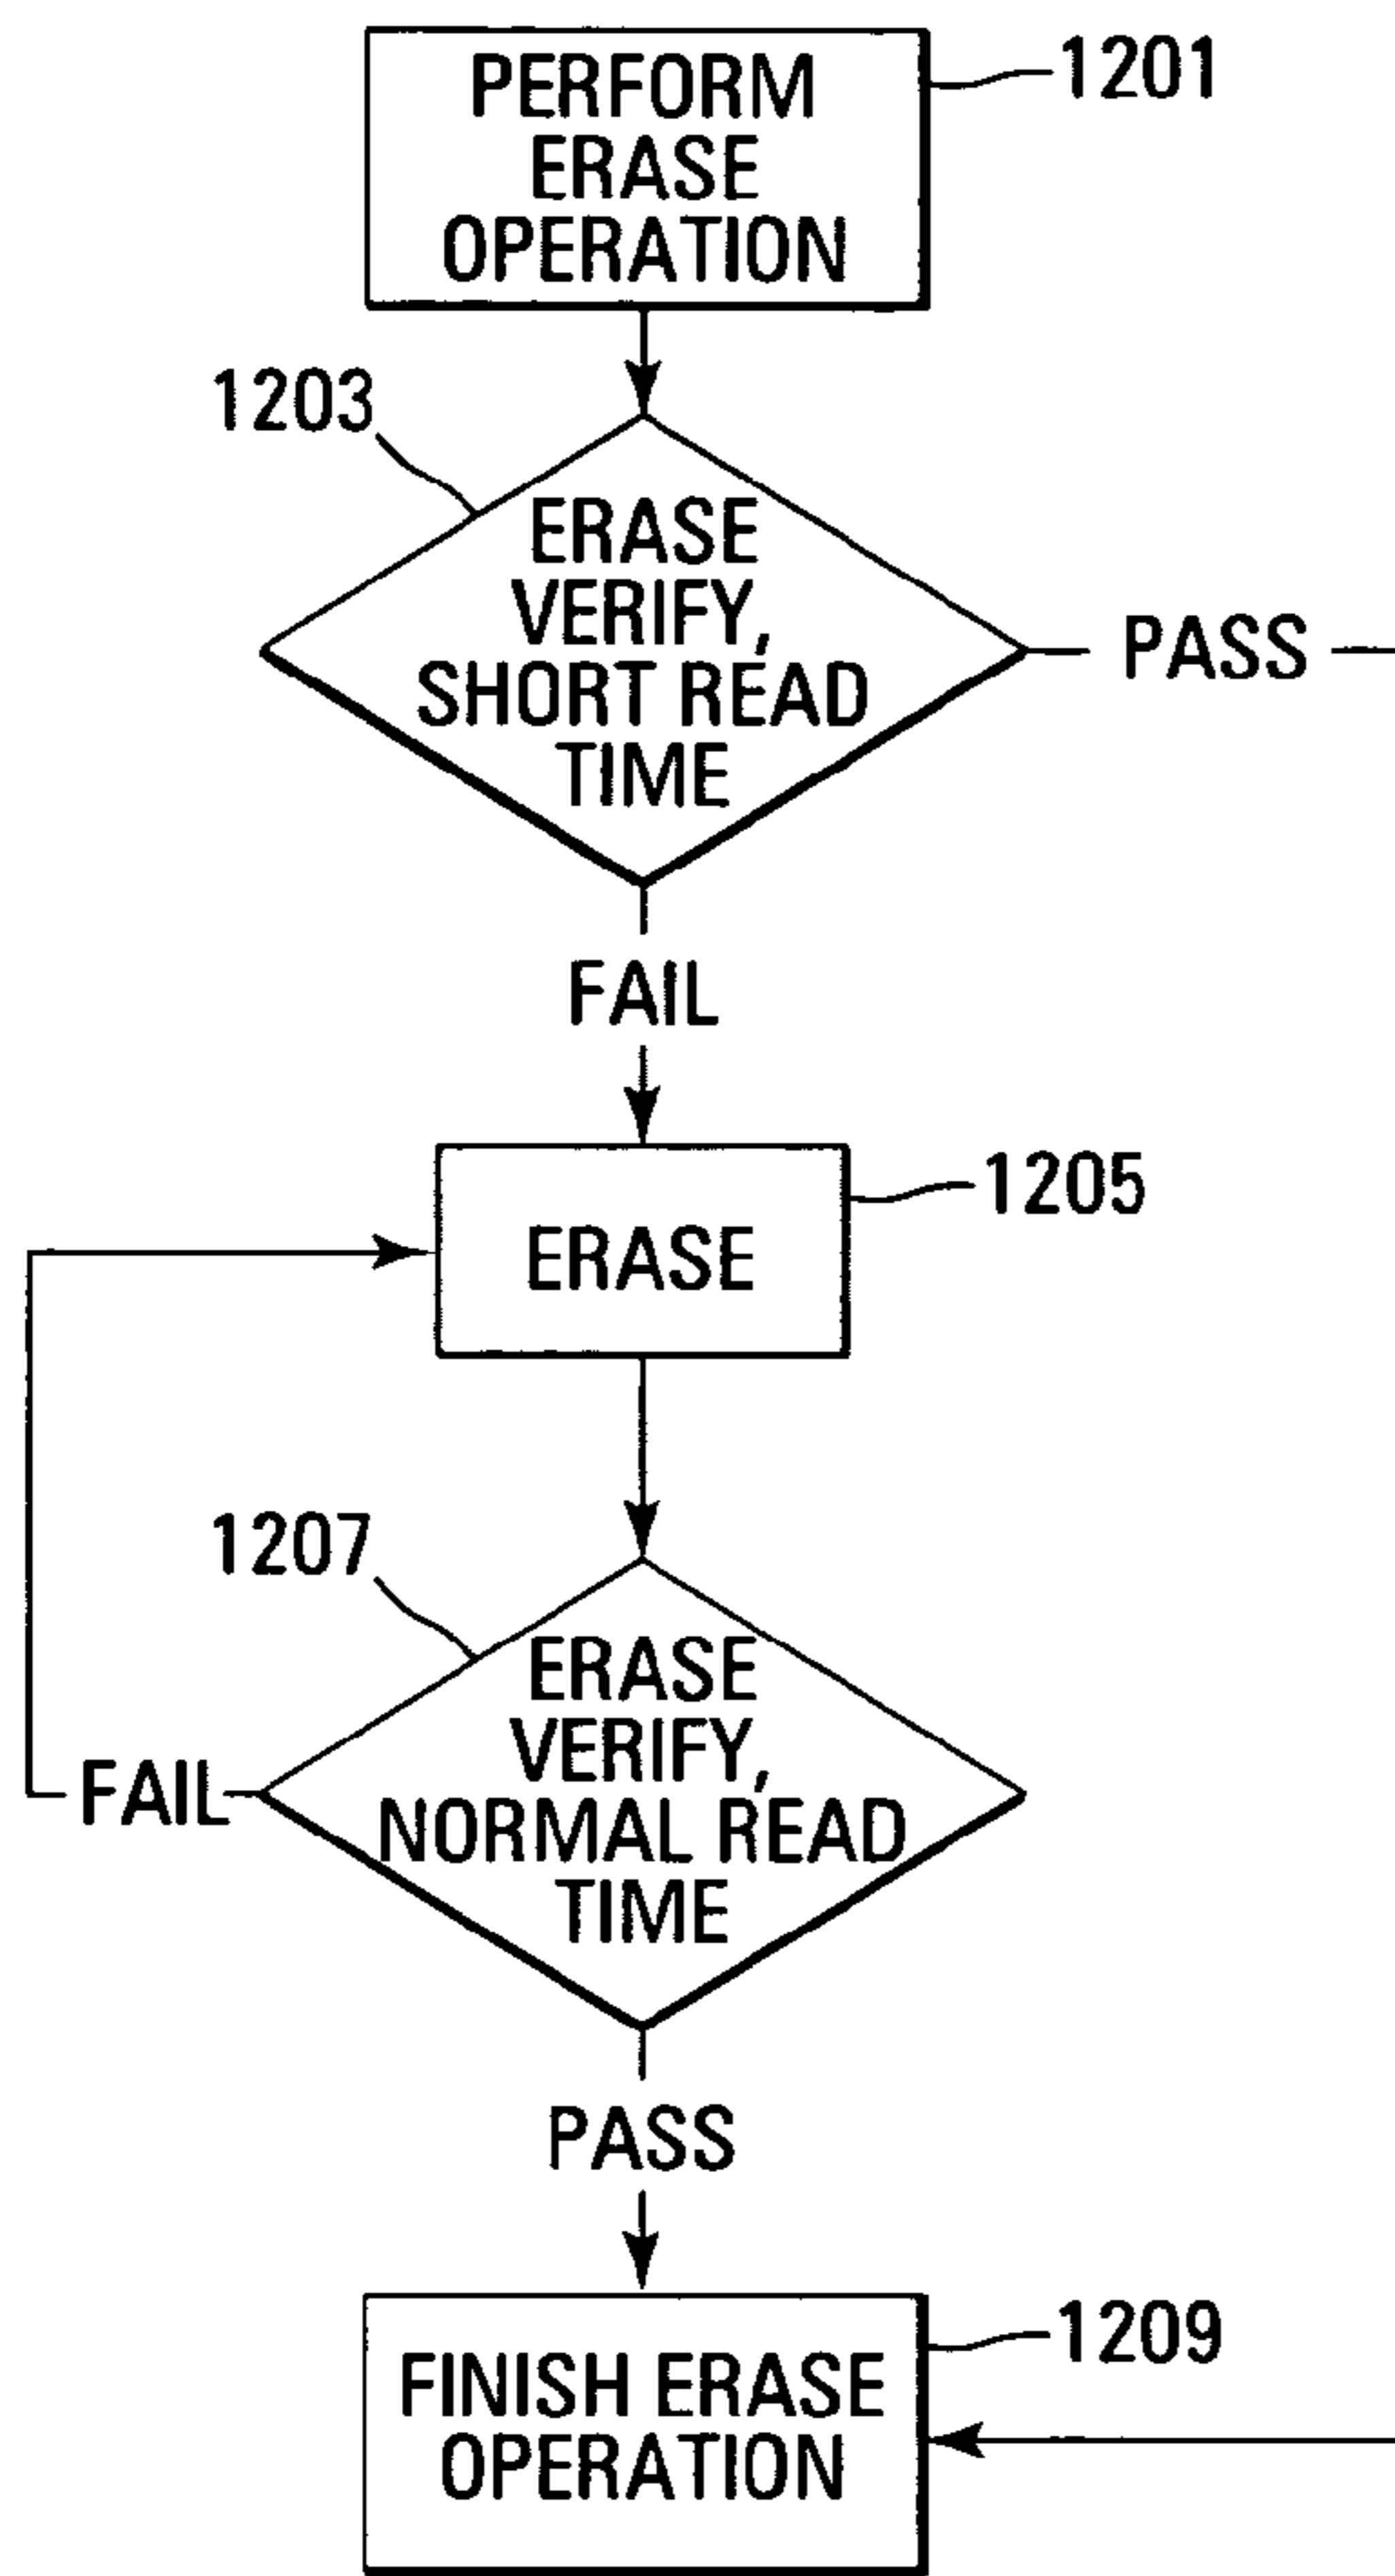 PERFORM
ERASE
OPERATION
1201
1203
ERASE
VERIFY,
SHORT READ
TIME
PASS
FAIL
1205
ERASE
1207
ERASE
VERIFY,
NORMAL READ
TIME
FAIL
PASS
1209
FINISH ERASE
OPERATION